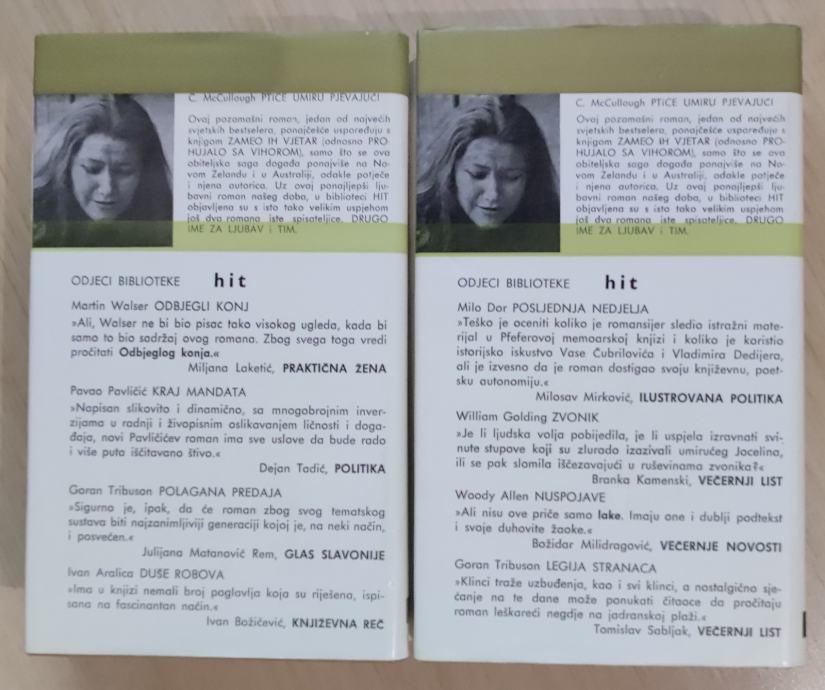 C. McCullough PTICE UMIRU PJEVAJUĆI
Ovaj pozamašni roman, jedan od najvećih
svjetskih bestselera, ponajčešće uspoređuju s
knjigom ZAMEO IH VJETAR (odnosno PRO-
HUJALO SA VIHOROM), samo što se ova
obiteljska saga događa ponajviše na No-
vom Zelandu i u Australiji, odakle potječe
i njena autorica. Uz ovaj ponajljepši lju-
bavni roman našeg doba, u biblioteci HIT
objavljena su s isto tako velikim uspjehom
još dva romana iste spisateljice, DRUGO
IME ZA LJUBAV i TIM.
ODJECI BIBLIOTEKE hit
Martin Walser ODBJEGLI KONJ
»Ali, Walser ne bi bio pisac tako visokog ugleda, kada bi
samo to bio sadržaj ovog romana. Zbog svega toga vredi
pročitati Odbjeglog konja.«
Miljana Laketić, PRAKTIČNA ŽENA
Pavao Pavličić KRAJ MANDATA
»Napisan slikovito i dinamično, sa mnogobrojnim inver-
zijama u radnji i živopisnim oslikavanjem ličnosti i doga-
đaja, novi Pavličićev roman ima sve uslove da bude rado
i više puta iščitavano štivo.«
Dejan Tadić, POLITIKA
Goran Tribuson POLAGANA PREDAJA
»Sigurno je, ipak, da će roman zbog svog tematskog
sustava biti najzanimljiviji generaciji kojoj je, na neki način,
i posvećen.«
Julijana Matanović Rem, GLAS SLAVONIJE
Ivan Aralica DUŠE ROBOVA
»Ima u knjizi nemali broj poglavlja koja su riješena, ispi-
sana na fascinantan način.«
Ivan Božičević, KNJIŽEVNA REČ
C. McCullough PTICE UMIRU PJEVAJUĆI
Ovaj pozamašni roman, jedan od najvećih
svjetskih bestselera, ponajčešće uspoređuju s
knjigom ZAMEO IH VJETAR (odnosno PRO-
HUJALO SA VIHOROM), samo što se ova
obiteljska saga događa ponajviše na No-
vom Zelandu i u Australiji, odakle potječe
i njena autorica. Uz ovaj ponajljepši lju-
bavni roman našeg doba, u biblioteci HIT
objavljena su s isto tako velikim uspjehom
još dva romana iste spisateljice, DRUGO
IME ZA LJUBAV i TIM.
ODJECI BIBLIOTEKE hit
Milo Dor POSLJEDNJA NEDJELJA
»Teško je oceniti koliko je romansijer sledio istražni mate-
rijal u Pfeferovoj memoarskoj knjizi i koliko je koristio
istorijsko iskustvo Vase Čubrilovića i Vladimira Dedijera,
ali je izvesno da je roman dostigao svoju književnu, poet-
sku autonomiju.«
Milosav Mirković, ILUSTROVANA POLITIKA
William Golding ZVONIK
»Je li ljudska volja pobijedila, je li uspjela izravnati svi-
nute stupove koji su zlurado izazivali umirućeg Jocelina,
ili se pak slomila iščezavajući u ruševinama zvonika?«
Branka Kamenski, VEČERNJI LIST
Woody Allen NUSPOJAVE
»Ali nisu ove priče samo lake. Imaju one i dublji podtekst
i svoje duhovite žaoke.«
Božidar Milidragović, VEČERNJE NOVOSTI
Goran Tribuson LEGIJA STRANACA
»Klinci traže uzbuđenja, kao i svi klinci, a nostalgično sje-
ćanje na te dane može ponukati čitaoce da pročitaju
roman leškareći negdje na jadranskoj plaži.«
Tomislav Sabljak, VEČERNJI LIST